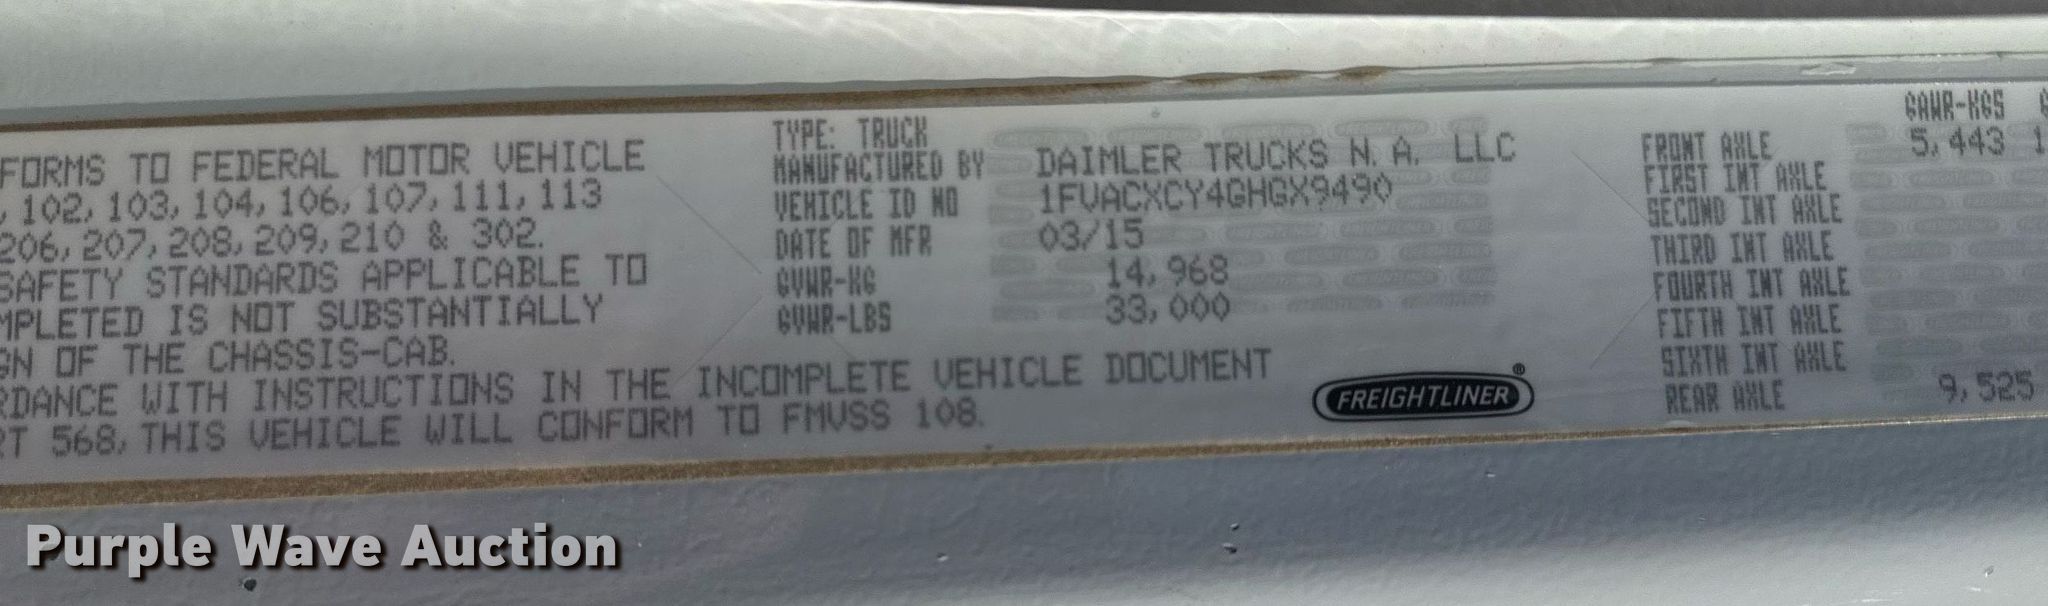 FORMS TO FEDERAL MOTOR VEHICLE
, 102, 103, 104, 106, 107, 111, 113
206, 207, 208, 209, 210 & 302.
SAFETY STANDARDS APPLICABLE TO
MPLETED IS NOT SUBSTANTIALLY
GN OF THE CHASSIS-CAB.
RDANCE WITH INSTRUCTIONS IN THE INCOMPLETE VEHICLE DOCUMENT
RT 568, THIS VEHICLE WILL CONFORM TO FMVSS 108.
TYPE: TRUCK
MANUFACTURED BY DAIMLER TRUCKS N. A. LLC
VEHICLE ID NO 1FVACXCY4GHGX9490
DATE OF MFR 03/15
GVWR-KG 14,968
GVWR-LBS 33,000
FREIGHTLINER®
GAWR-KGS G
FRONT AXLE 5,443 1
FIRST INT AXLE
SECOND INT AXLE
THIRD INT AXLE
FOURTH INT AXLE
FIFTH INT AXLE
SIXTH INT AXLE
REAR AXLE 9,525
Purple Wave Auction